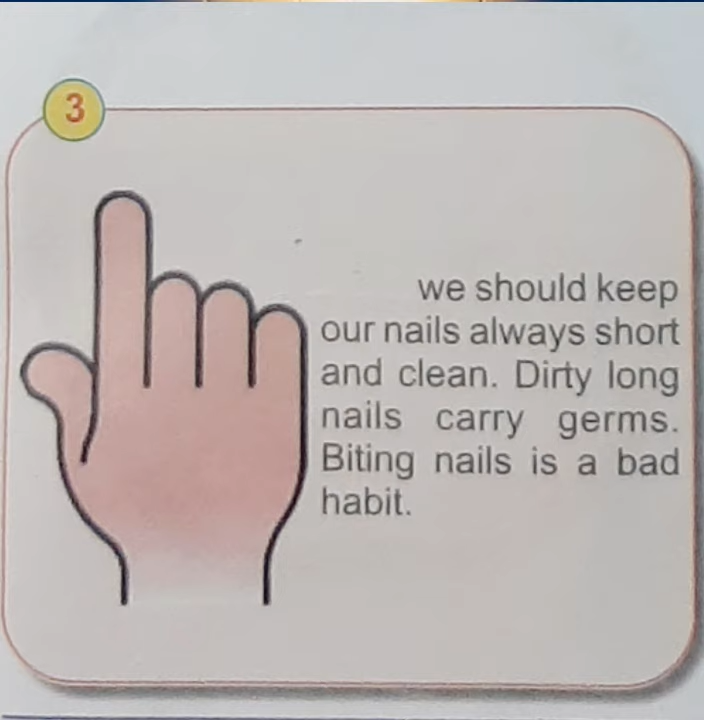 3
we should keep
our nails always short
and clean. Dirty long
nails carry germs.
Biting nails is a bad
habit.